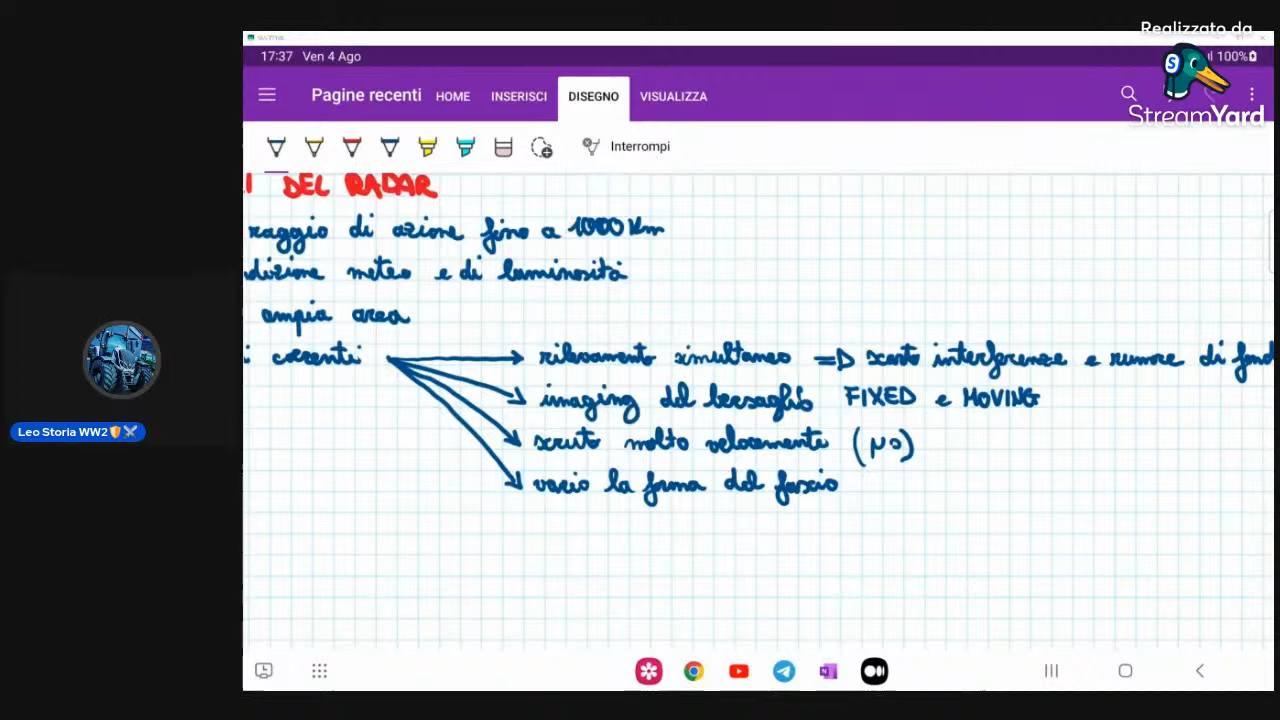 Realizzato da
StreamYard
17:37 Ven 4 Ago
100%
Pagine recenti HOME INSERISCI DISEGNO VISUALIZZA
Interrompi
DEL RADAR
raggio di azione fino a 1000 Km
dizione meteo e di luminosità
ampia area
coerenti rilevamento simultaneo => scarto interferenze e rumore di fond
imaging del bersaglio FIXED e MOVING
scruto molto velocemente (μs)
vario la forma del fascio
Leo Storia WW2🛡️⚔️